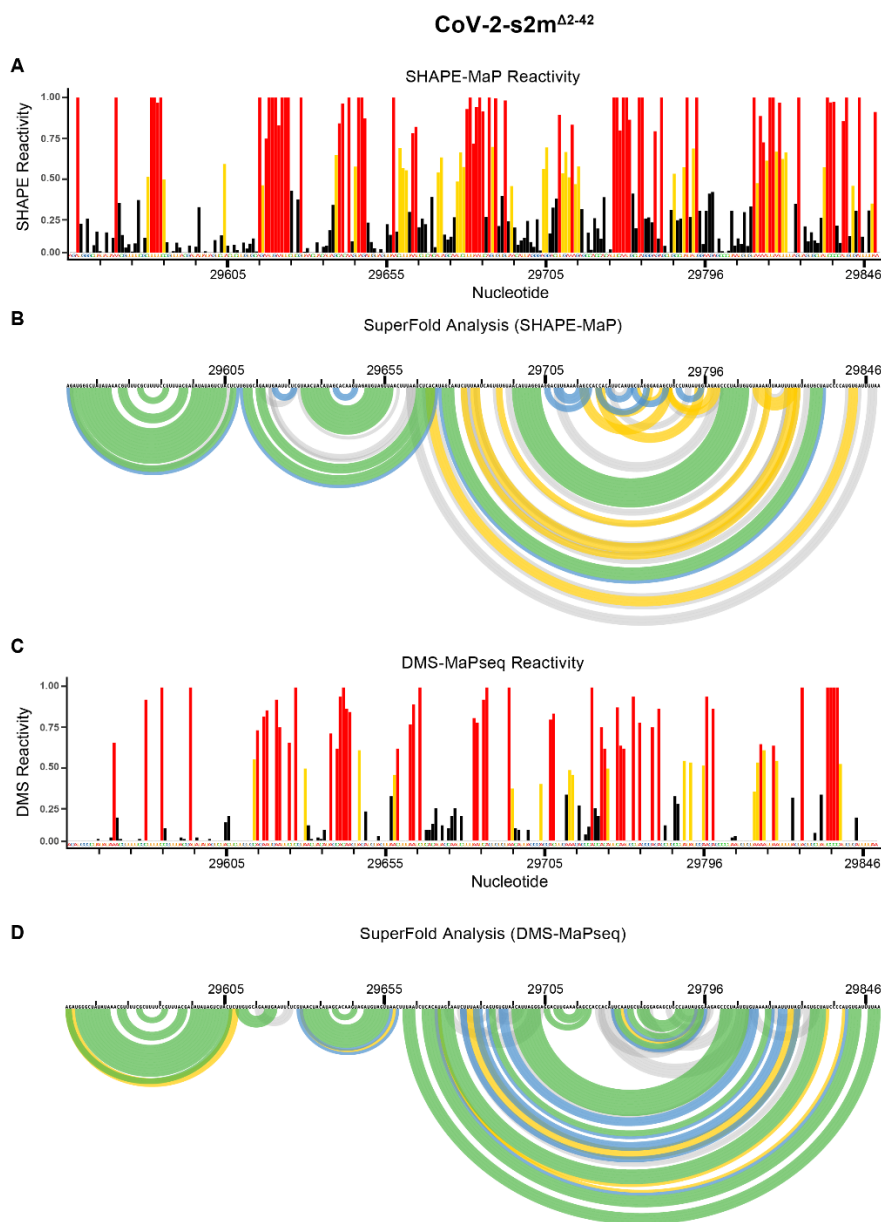 CoV-2-s2mΔ2-42
A
SHAPE-MaP Reactivity
SHAPE Reactivity
1.00
0.75
0.50
0.25
0.00
29605 29655 29705 29796 29846
Nucleotide
B
SuperFold Analysis (SHAPE-MaP)
29605 29655 29705 29796 29846
C
DMS-MaPseq Reactivity
DMS Reactivity
1.00
0.75
0.50
0.25
0.00
29605 29655 29705 29796 29846
Nucleotide
D
SuperFold Analysis (DMS-MaPseq)
29605 29655 29705 29796 29846